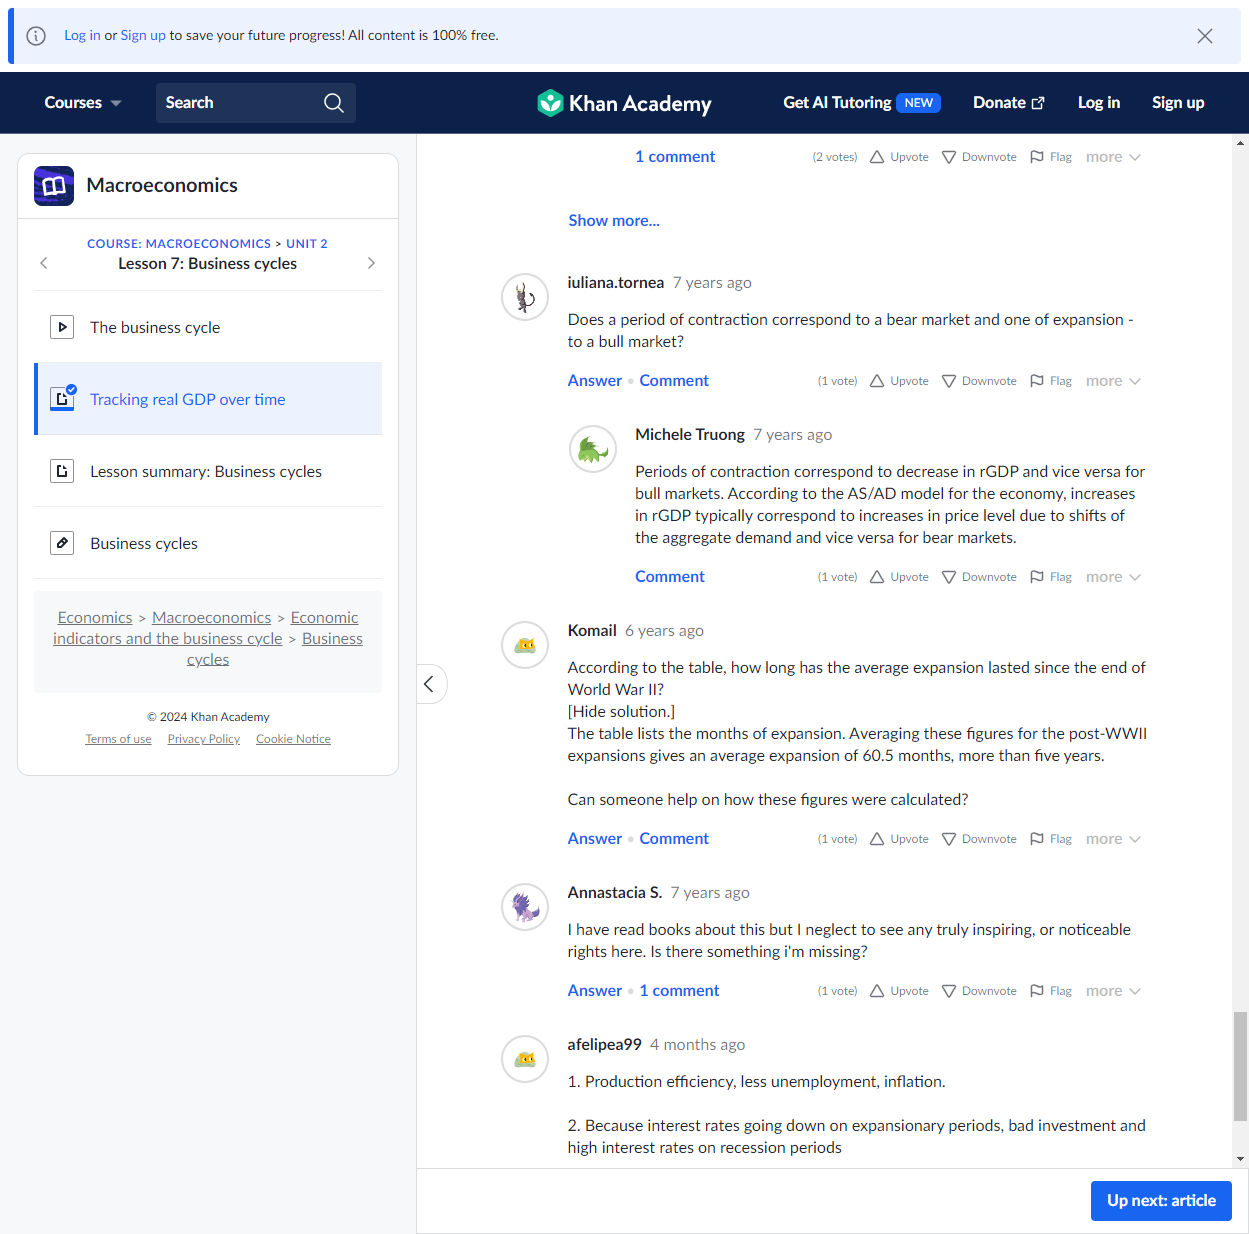 Log in or Sign up to save your future progress! All content is 100% free.
Courses
Search
Khan Academy
Get AI Tutoring NEW
Donate
Log in
Sign up
Macroeconomics
COURSE: MACROECONOMICS > UNIT 2
Lesson 7: Business cycles
The business cycle
Tracking real GDP over time
Lesson summary: Business cycles
Business cycles
Economics > Macroeconomics > Economic
indicators and the business cycle > Business
cycles
© 2024 Khan Academy
Terms of use Privacy Policy Cookie Notice
1 comment (2 votes) Upvote Downvote Flag more
Show more...
iuliana.tornea 7 years ago
Does a period of contraction correspond to a bear market and one of expansion -
to a bull market?
Answer • Comment (1 vote) Upvote Downvote Flag more
Michele Truong 7 years ago
Periods of contraction correspond to decrease in rGDP and vice versa for
bull markets. According to the AS/AD model for the economy, increases
in rGDP typically correspond to increases in price level due to shifts of
the aggregate demand and vice versa for bear markets.
Comment (1 vote) Upvote Downvote Flag more
Komail 6 years ago
According to the table, how long has the average expansion lasted since the end of
World War II?
[Hide solution.]
The table lists the months of expansion. Averaging these figures for the post-WWII
expansions gives an average expansion of 60.5 months, more than five years.
Can someone help on how these figures were calculated?
Answer • Comment (1 vote) Upvote Downvote Flag more
Annastacia S. 7 years ago
I have read books about this but I neglect to see any truly inspiring, or noticeable
rights here. Is there something i'm missing?
Answer • 1 comment (1 vote) Upvote Downvote Flag more
afelipea99 4 months ago
1. Production efficiency, less unemployment, inflation.
2. Because interest rates going down on expansionary periods, bad investment and
high interest rates on recession periods
Up next: article